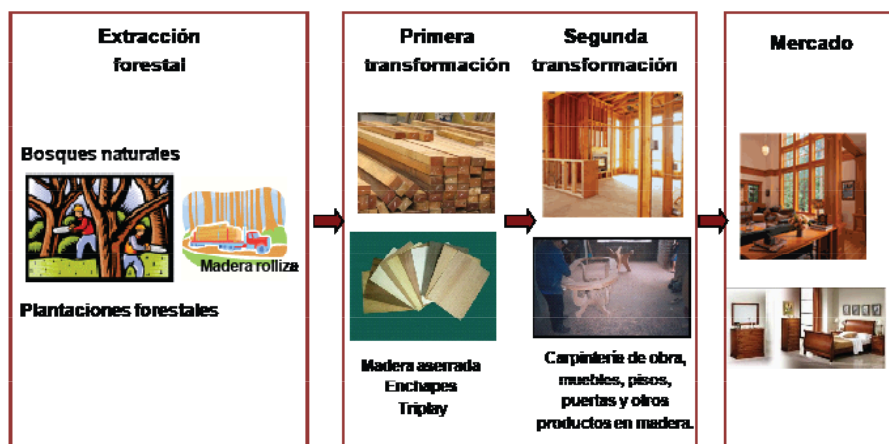 Extracción
forestal
Bosques naturales
Madera rolliza
Plantaciones forestales
Primera
transformación
Madera aserrada
Enchapes
Triplay
Segunda
transformación
Carpintería de obra,
muebles, pisos,
puertas y otros
productos en madera.
Mercado